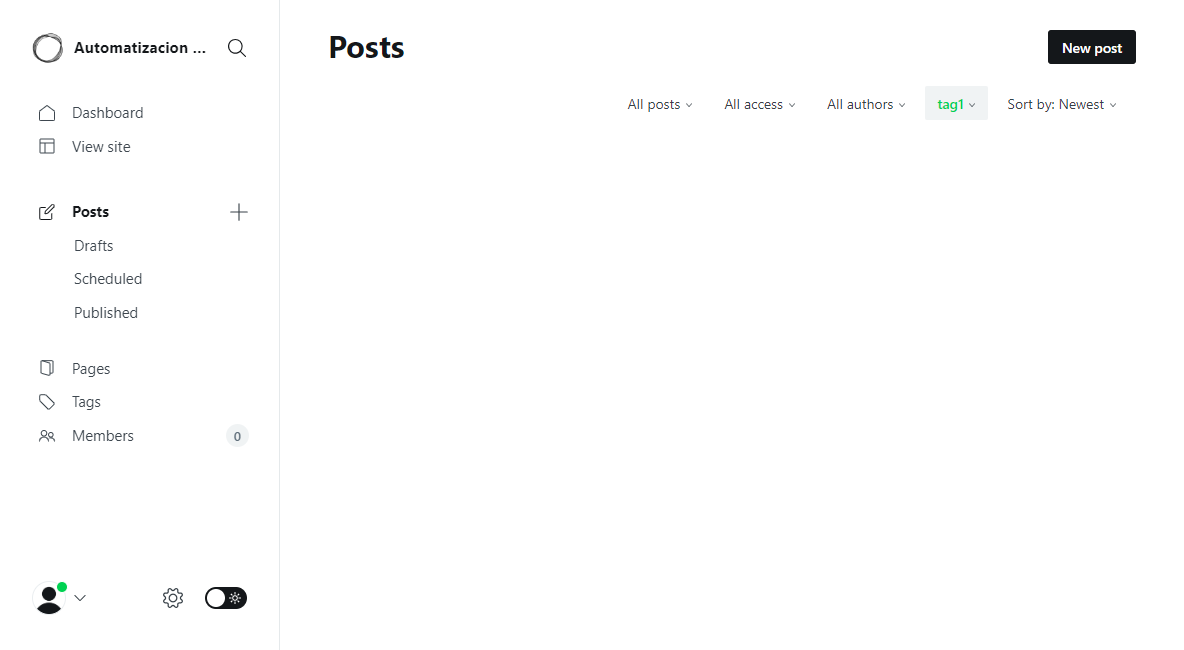 Automatizacion ...
Dashboard
View site
Posts
Drafts
Scheduled
Published
Pages
Tags
Members
0
Posts
New post
All posts
All access
All authors
tag1
Sort by: Newest